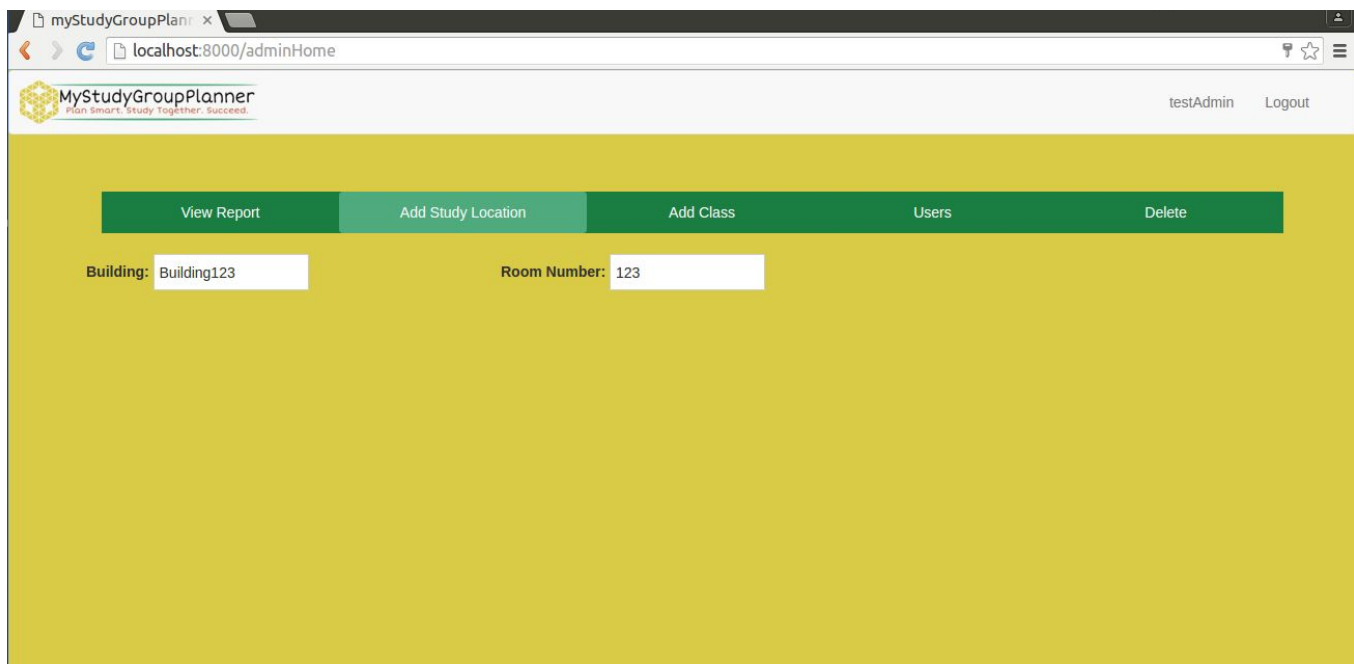 myStudyGroupPlann
localhost:8000/adminHome
MyStudyGroupPlanner
Plan Smart. Study Together. Succeed.
testAdmin Logout
View Report Add Study Location Add Class Users Delete
Building: Building123 Room Number: 123